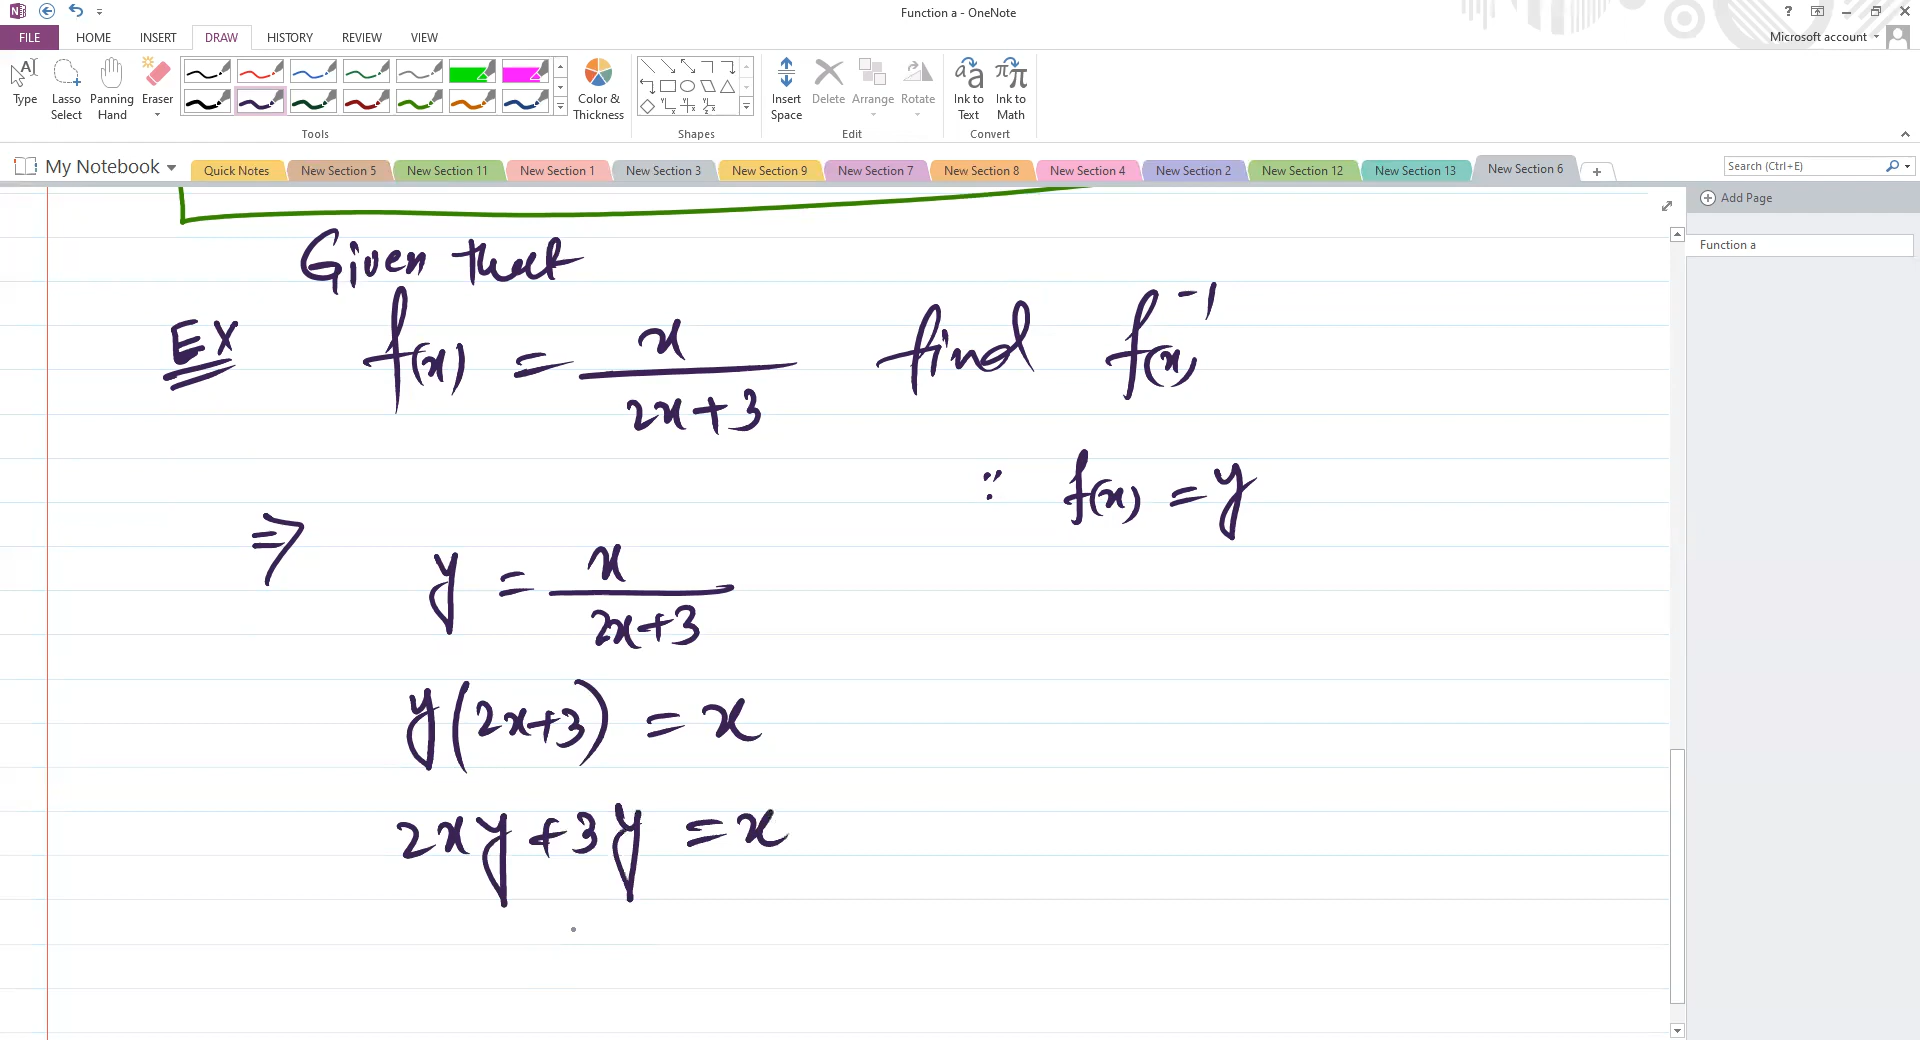 Function a - OneNote
FILE HOME INSERT DRAW HISTORY REVIEW VIEW
Microsoft account
Type Lasso Select Panning Hand Eraser Color & Thickness Insert Space Delete Arrange Rotate Ink to Text Ink to Math
Tools Shapes Edit Convert
My Notebook Quick Notes New Section 5 New Section 11 New Section 1 New Section 3 New Section 9 New Section 7 New Section 8 New Section 4 New Section 2 New Section 12 New Section 13 New Section 6
Search (Ctrl+E)
Add Page
Function a
Given that
EX f(x) = x/(2x+3) find f⁻¹(x)
∵ f(x) = y
⇒ y = x/(2x+3)
y(2x+3) = x
2xy+3y = x